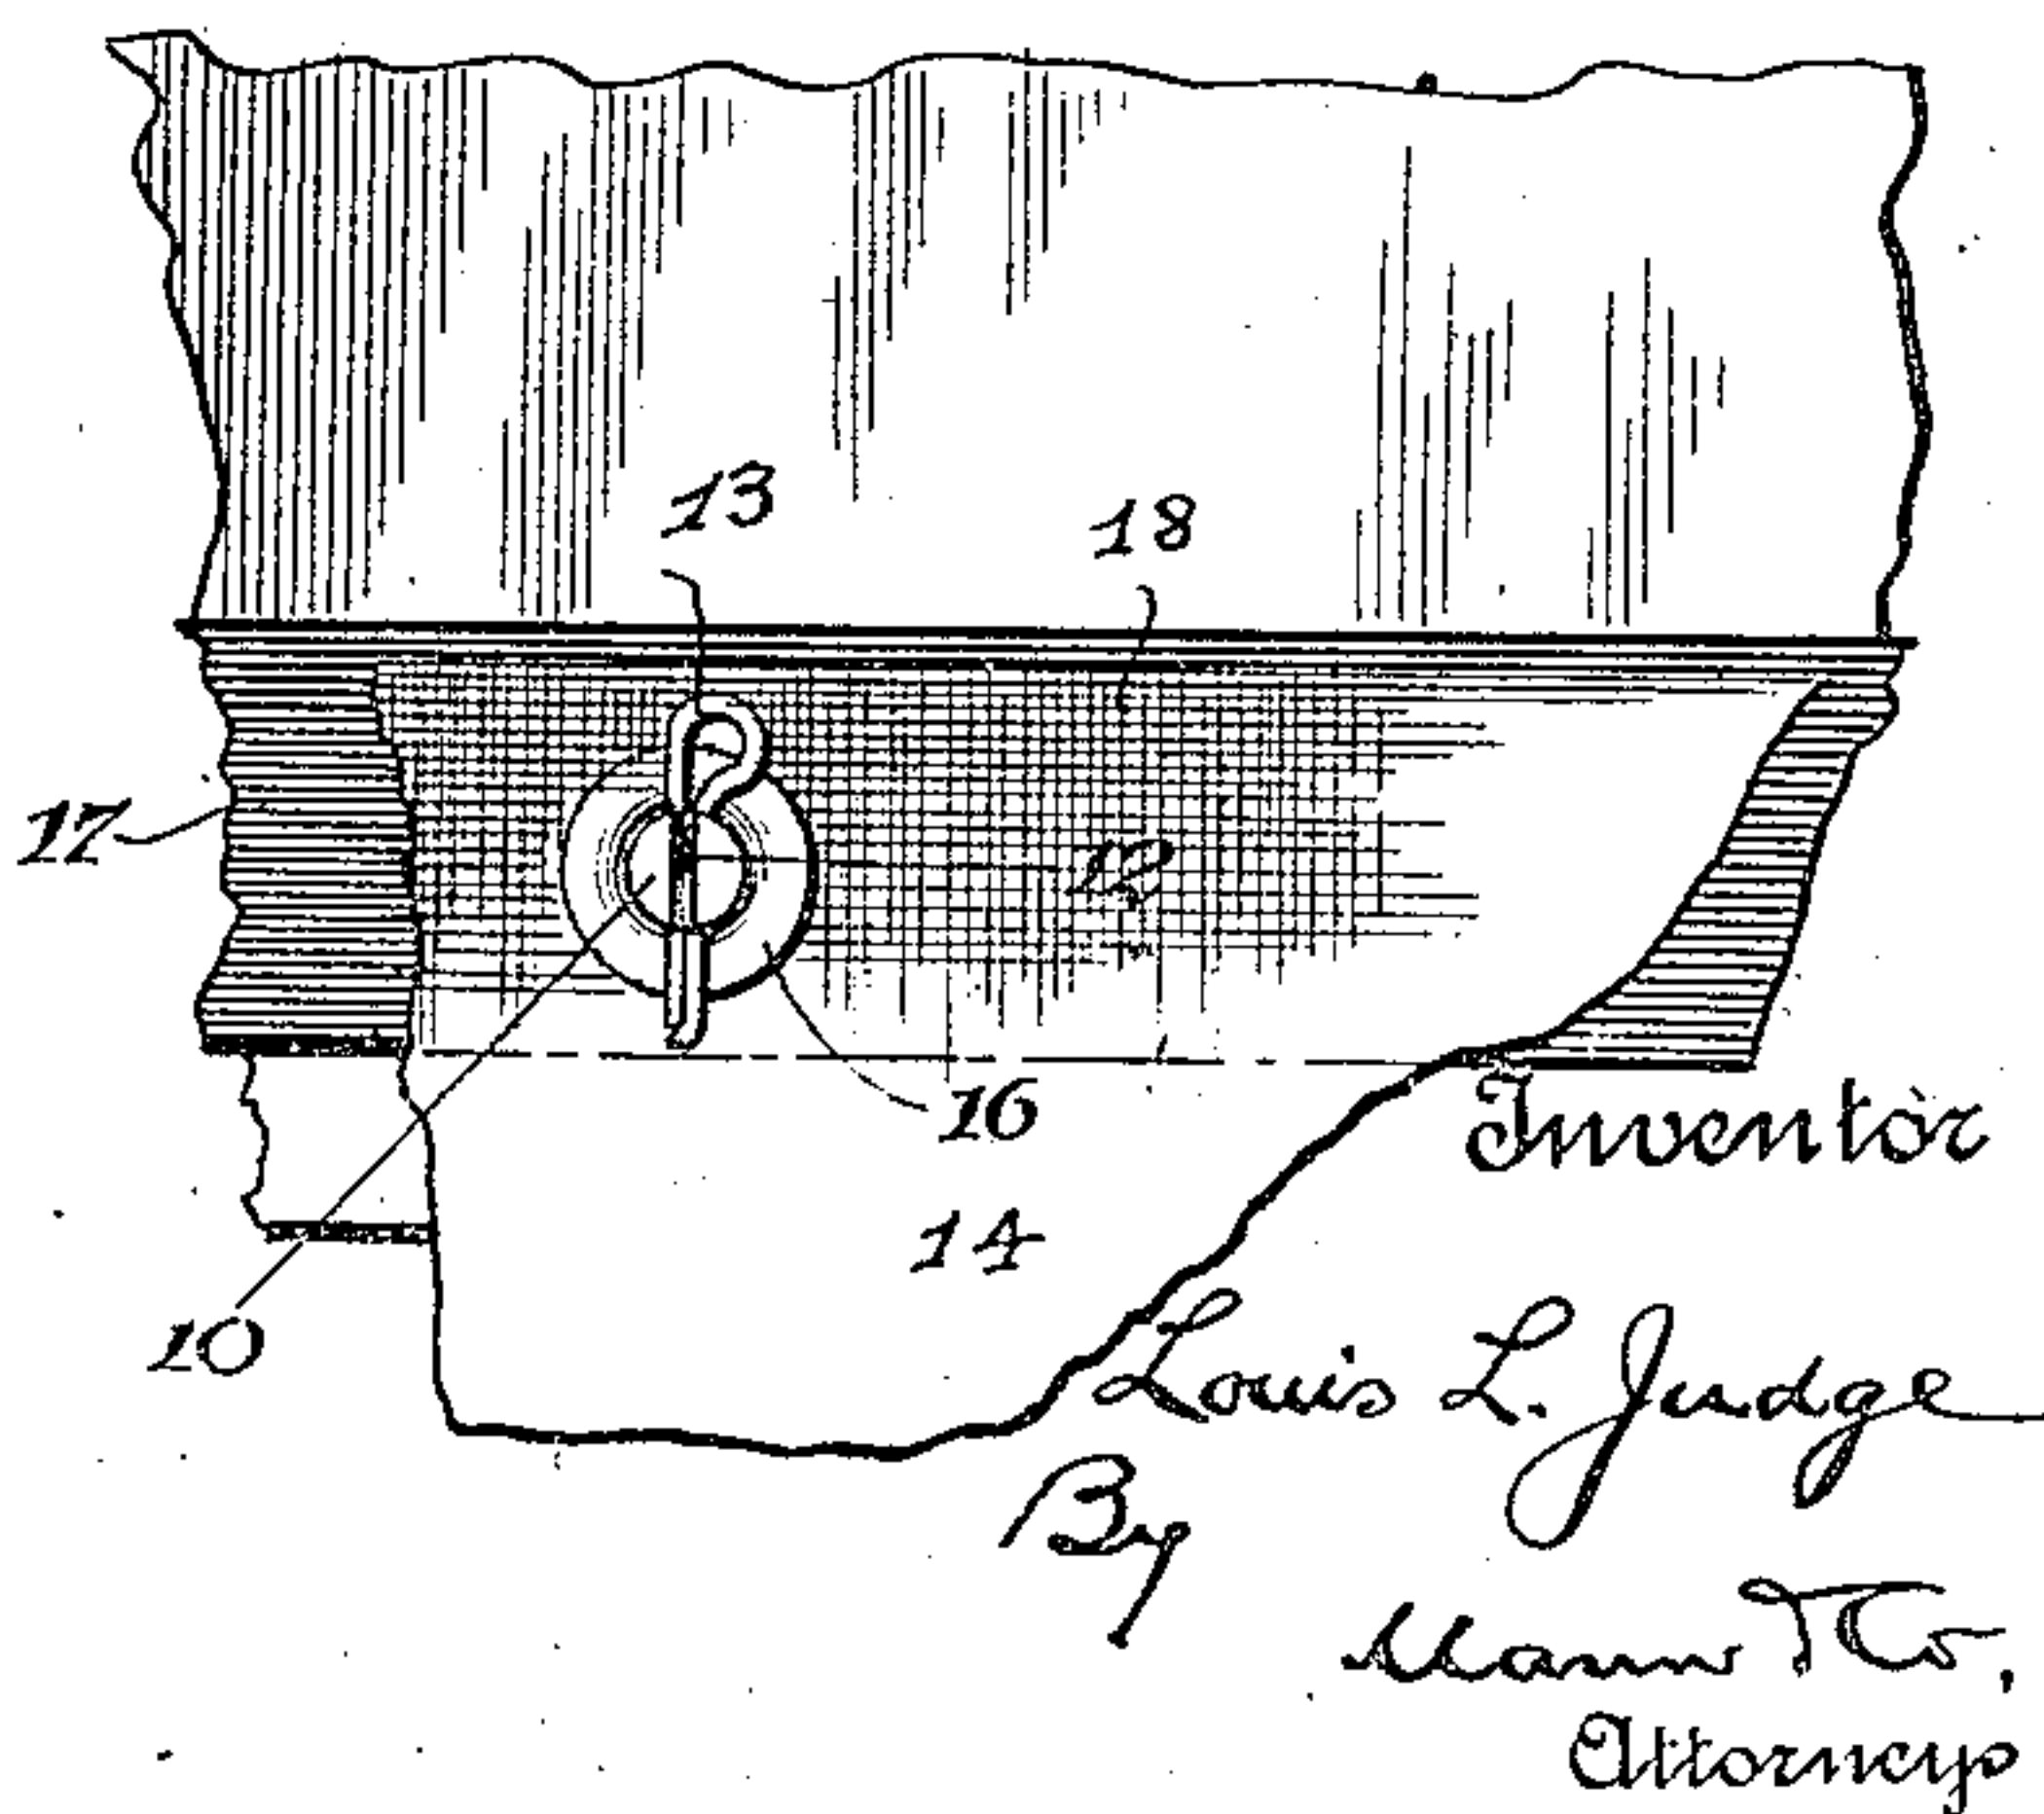 13
18
17
12
16
Inventor
14
10
Louis L. Judge
By
Mann & Co,
Attorneys